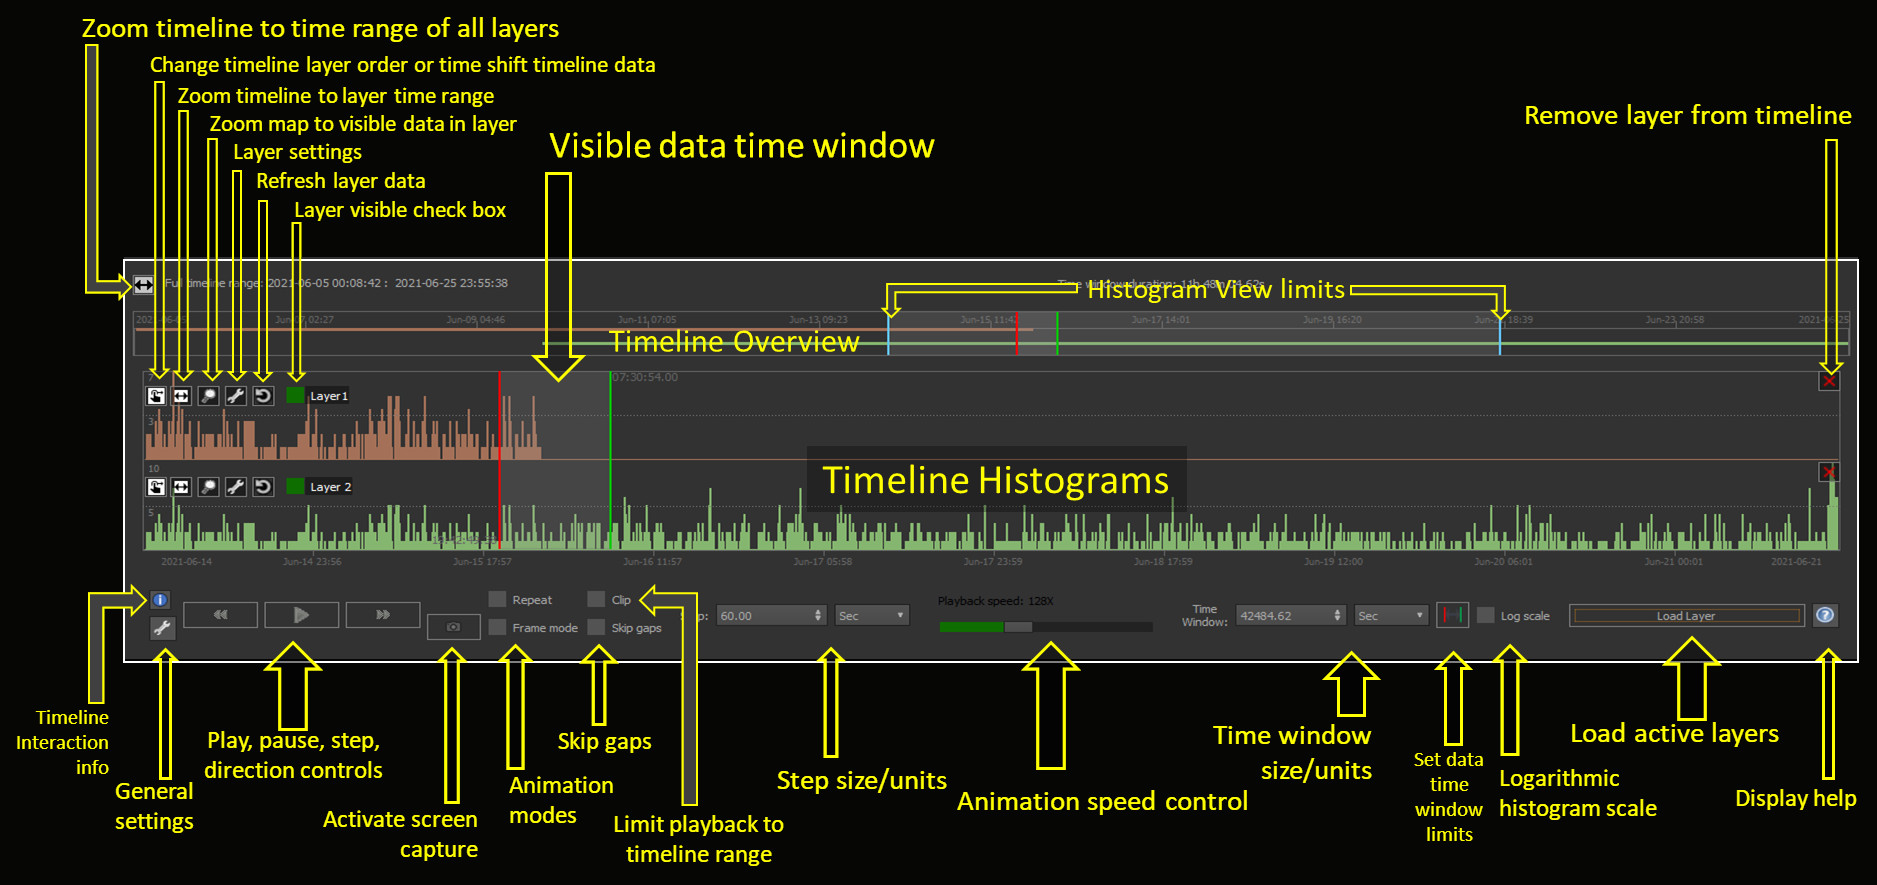 Zoom timeline to time range of all layers
Change timeline layer order or time shift timeline data
Zoom timeline to layer time range
Zoom map to visible data in layer
Layer settings
Refresh layer data
Layer visible check box
Visible data time window
Remove layer from timeline
Full timeline range: 2021-06-05 00:08:42 : 2021-06-25 23:55:38
Time window duration: 11h 48m
Histogram View limits
Jun-07 02:27
Jun-09 04:46
Jun-11 07:05
Jun-13 09:23
Jun-15 11:42
Jun-17 14:01
Jun-19 16:20
18:39
Jun-23 20:58
2021-06-25
Timeline Overview
7
07:30:54.00
Layer1
3
10
Layer 2
5
Timeline Histograms
2021-06-14
Jun-14 23:56
Jun-15 17:57
Jun-16 11:57
Jun-17 05:58
Jun-17 23:59
Jun-18 17:59
Jun-19 12:00
Jun-20 06:01
Jun-21 00:01
2021-06-21
Repeat
Clip
Frame mode
Skip gaps
60.00
Sec
Playback speed: 128X
Time
Window:
42484.62
Sec
Log scale
Load Layer
Timeline
Interaction
info
General
settings
Play, pause, step,
direction controls
Activate screen
capture
Animation
modes
Skip gaps
Limit playback to
timeline range
Step size/units
Animation speed control
Time window
size/units
Set data
time
window
limits
Logarithmic
histogram scale
Load active layers
Display help